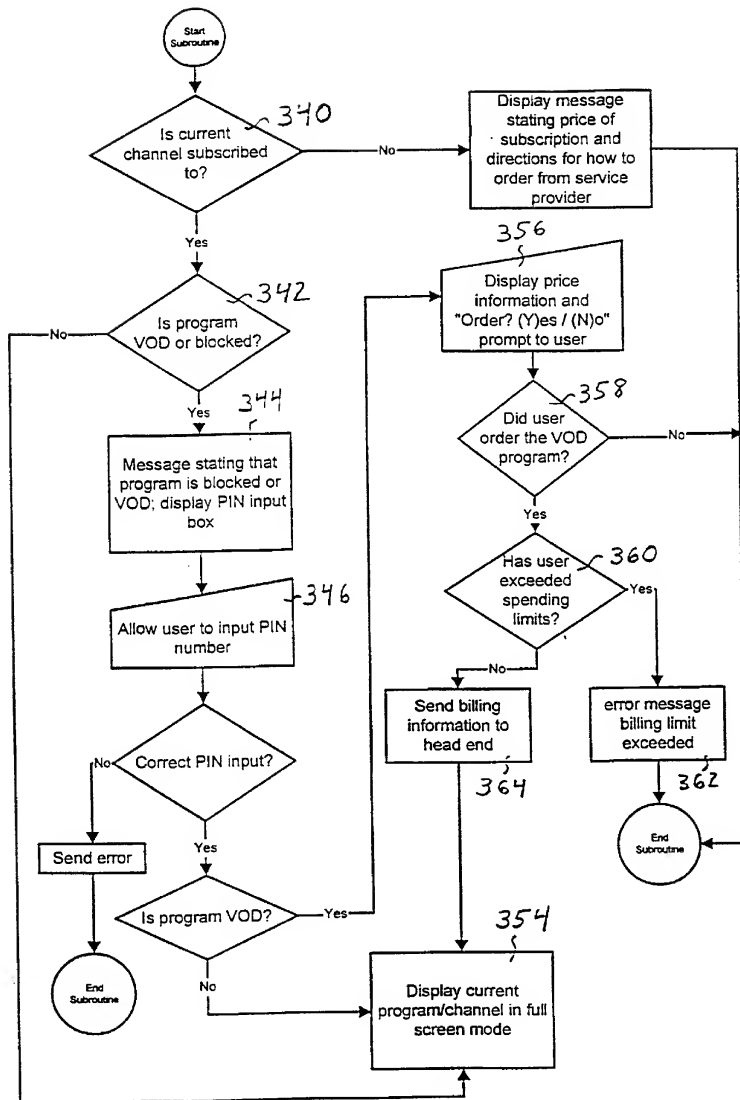 Start
Subroutine
340
Is current
channel subscribed
to?
No
Display message
stating price of
subscription and
directions for how to
order from service
provider
Yes
342
Is program
VOD or blocked?
No
Yes
344
Message stating that
program is blocked or
VOD; display PIN input
box
346
Allow user to input PIN
number
Correct PIN input?
No
Send error
End
Subroutine
Yes
Is program VOD?
Yes
No
356
Display price
information and
"Order? (Y)es / (N)o"
prompt to user
358
Did user
order the VOD
program?
No
Yes
360
Has user
exceeded
spending
limits?
Yes
No
Send billing
information to
head end
364
error message
billing limit
exceeded
362
End
Subroutine
354
Display current
program/channel in full
screen mode